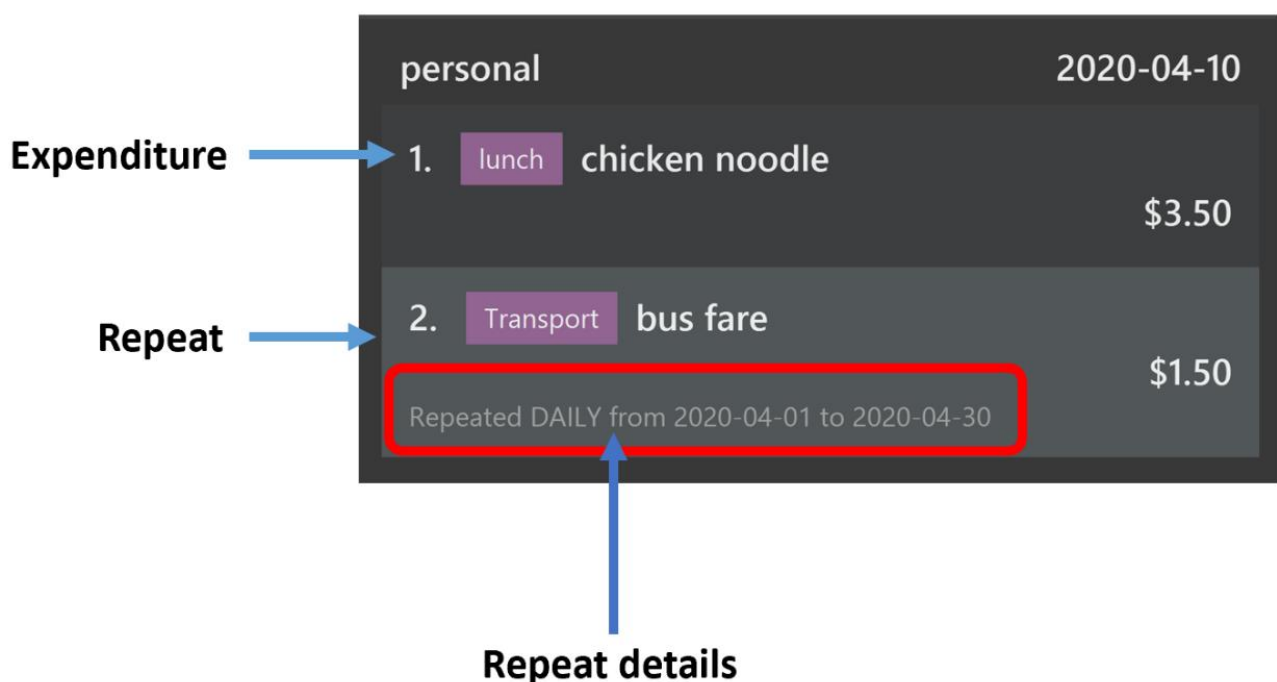 personal 2020-04-10
Expenditure 1. lunch chicken noodle
$3.50
Repeat 2. Transport bus fare
$1.50
Repeated DAILY from 2020-04-01 to 2020-04-30
Repeat details